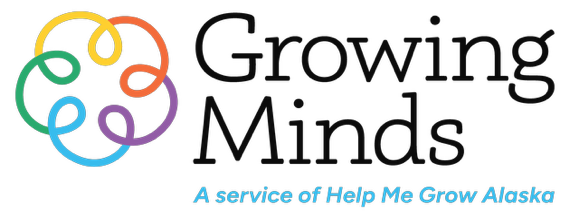 Growing
Minds
A service of Help Me Grow Alaska